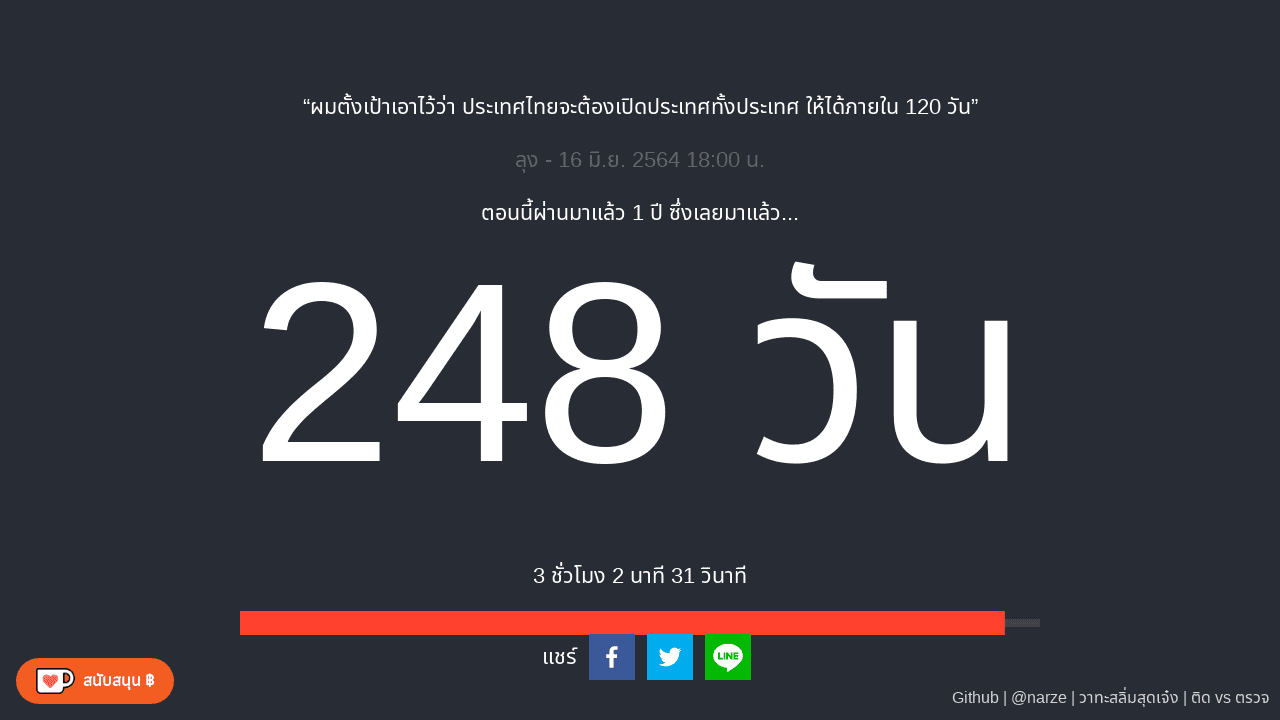 “ผมตั้งเป้าเอาไว้ว่า ประเทศไทยจะต้องเปิดประเทศทั้งประเทศ ให้ได้ภายใน 120 วัน”
ลุง - 16 มิ.ย. 2564 18:00 น.
ตอนนี้ผ่านมาแล้ว 1 ปี ซึ่งเลยมาแล้ว...
248 วัน
3 ชั่วโมง 2 นาที 31 วินาที
แชร์
LINE
สนับสนุน ฿
Github | @narze | วาทะสลิ่มสุดเจ๋ง | ติด vs ตรวจ